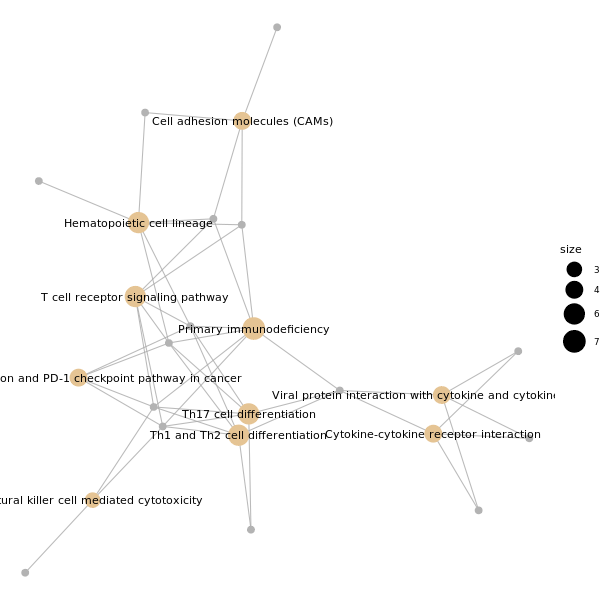 Cell adhesion molecules (CAMs)
Hematopoietic cell lineage
size
3
4
6
7
T cell receptor signaling pathway
Primary immunodeficiency
on and PD-1 checkpoint pathway in cancer
Viral protein interaction with cytokine and cytokine
Th17 cell differentiation
Th1 and Th2 cell differentiation
Cytokine-cytokine receptor interaction
tural killer cell mediated cytotoxicity